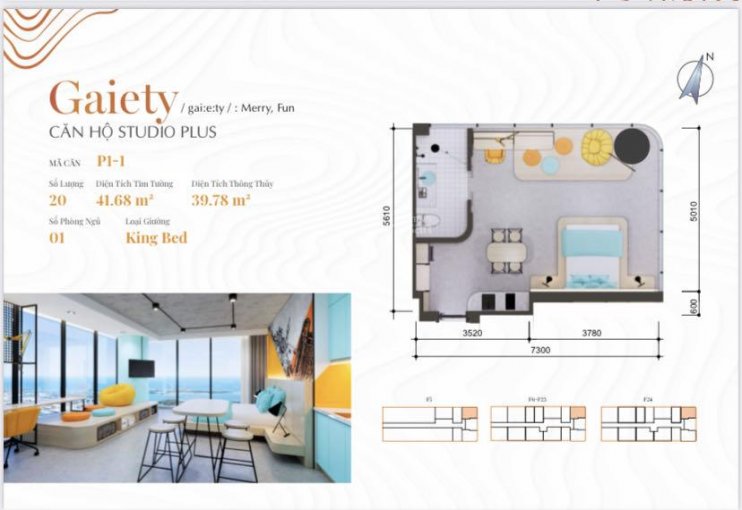 Gaiety / gai:e:ty / : Merry, Fun
CĂN HỘ STUDIO PLUS
MÃ CĂN P1-1
Số Lượng Diện Tích Tim Tường Diện Tích Thông Thủy
20 41.68 m² 39.78 m²
Số Phòng Ngủ Loại Giường
01 King Bed
N
5610
5010
600
3520
3780
7300
F5
F6-F23
F24